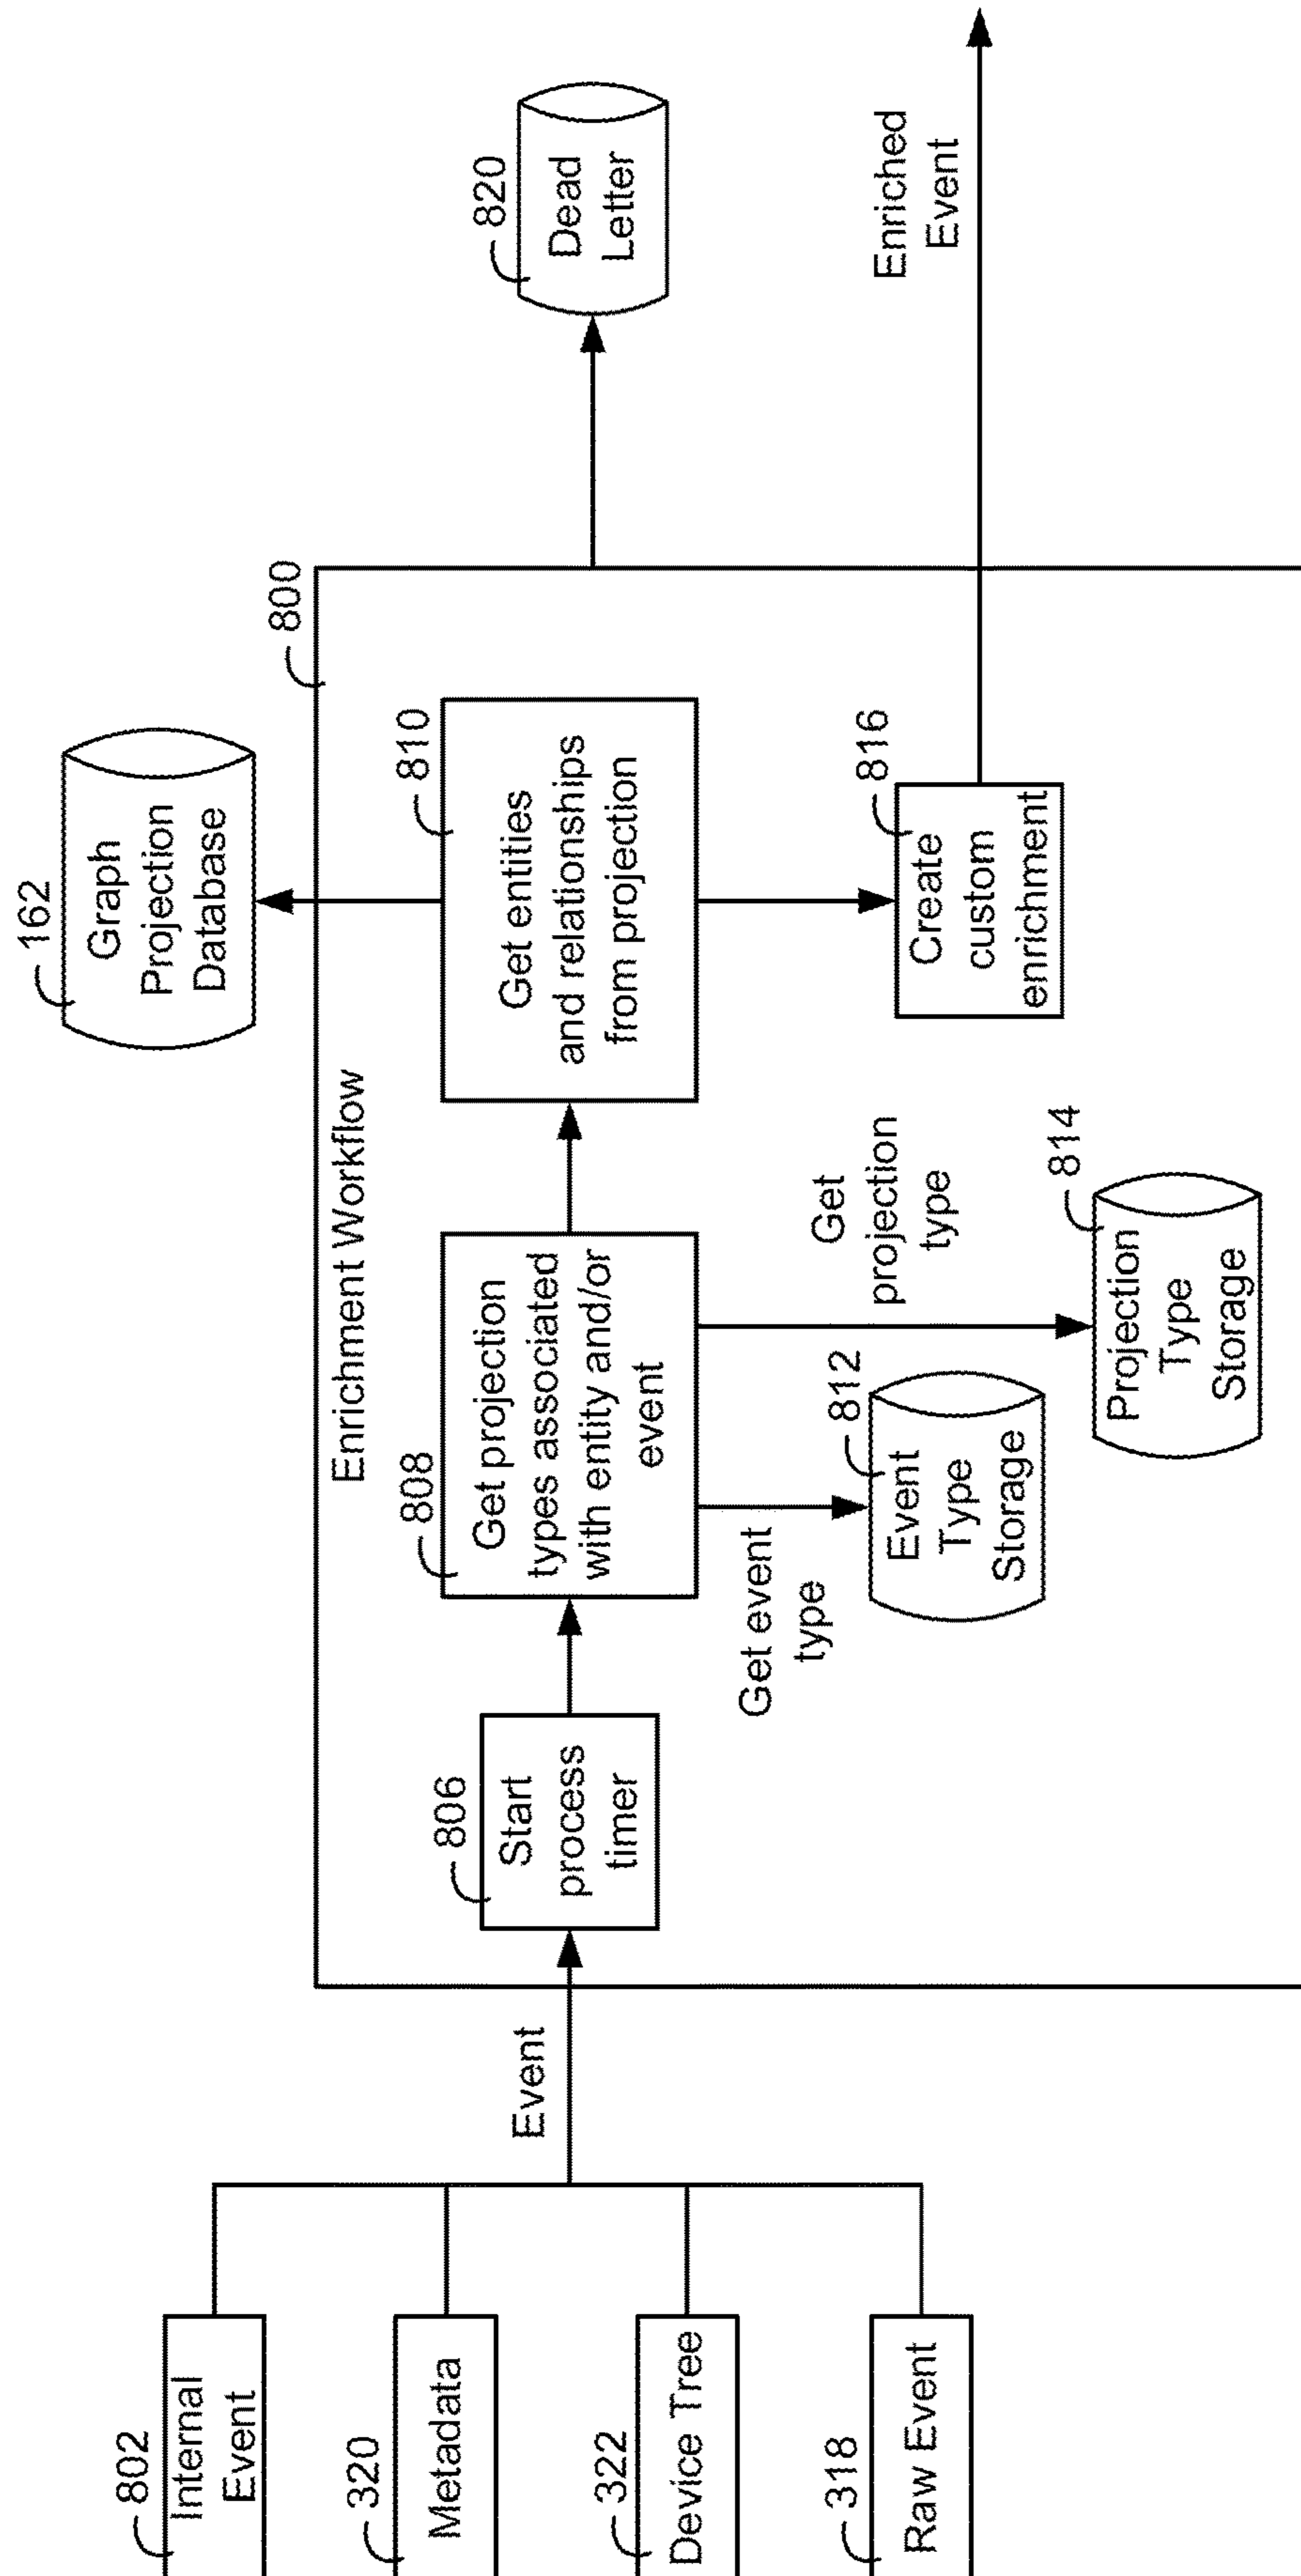 802
Internal
Event
320
Metadata
322
Device Tree
318
Raw Event
Event
800
Enrichment Workflow
806
Start
process
timer
808
Get projection
types associated
with entity and/or
event
Get event
type
812
Event
Type
Storage
Get
projection
type
814
Projection
Type
Storage
810
Get entities
and relationships
from projection
162
Graph
Projection
Database
816
Create
custom
enrichment
820
Dead
Letter
Enriched
Event